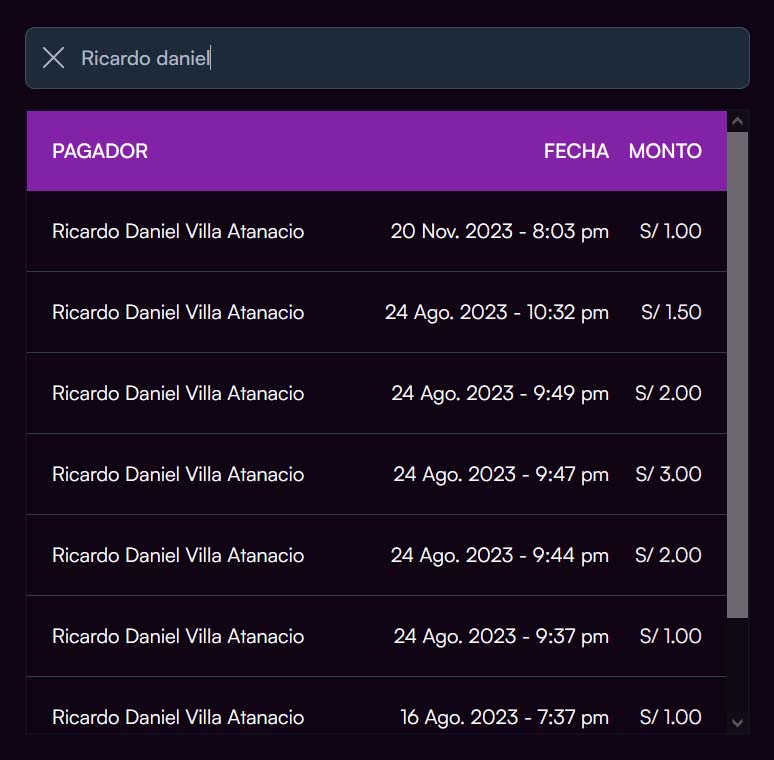 Ricardo daniel
PAGADOR FECHA MONTO
Ricardo Daniel Villa Atanacio 20 Nov. 2023 - 8:03 pm S/ 1.00
Ricardo Daniel Villa Atanacio 24 Ago. 2023 - 10:32 pm S/ 1.50
Ricardo Daniel Villa Atanacio 24 Ago. 2023 - 9:49 pm S/ 2.00
Ricardo Daniel Villa Atanacio 24 Ago. 2023 - 9:47 pm S/ 3.00
Ricardo Daniel Villa Atanacio 24 Ago. 2023 - 9:44 pm S/ 2.00
Ricardo Daniel Villa Atanacio 24 Ago. 2023 - 9:37 pm S/ 1.00
Ricardo Daniel Villa Atanacio 16 Ago. 2023 - 7:37 pm S/ 1.00